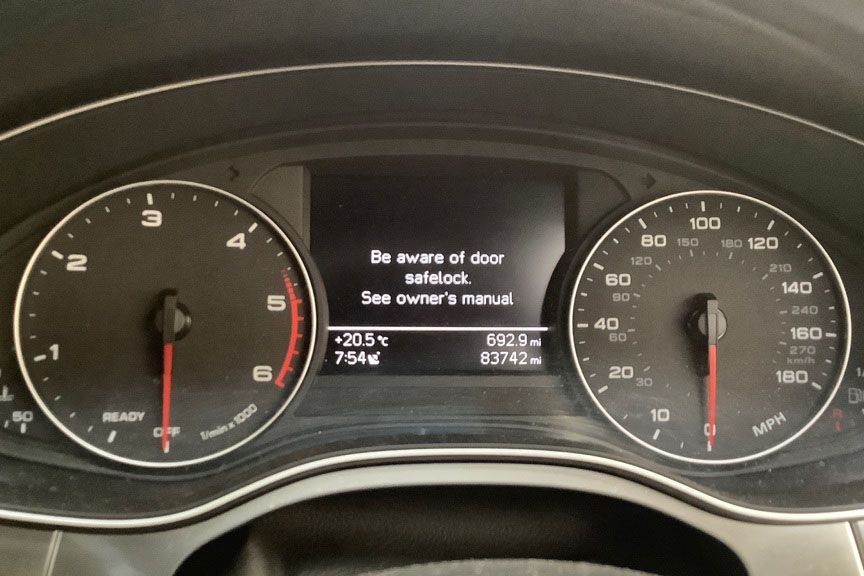 Be aware of door
safelock.
See owner's manual
+20.5 °C 692.9 mi
7:54 83742 mi
1
2
3
4
5
6
READY
OFF
1/min x 1000
50
0
10
20
40
60
80
100
120
140
160
180
30
60
90
120
150
180
210
240
270
km/h
MPH
R